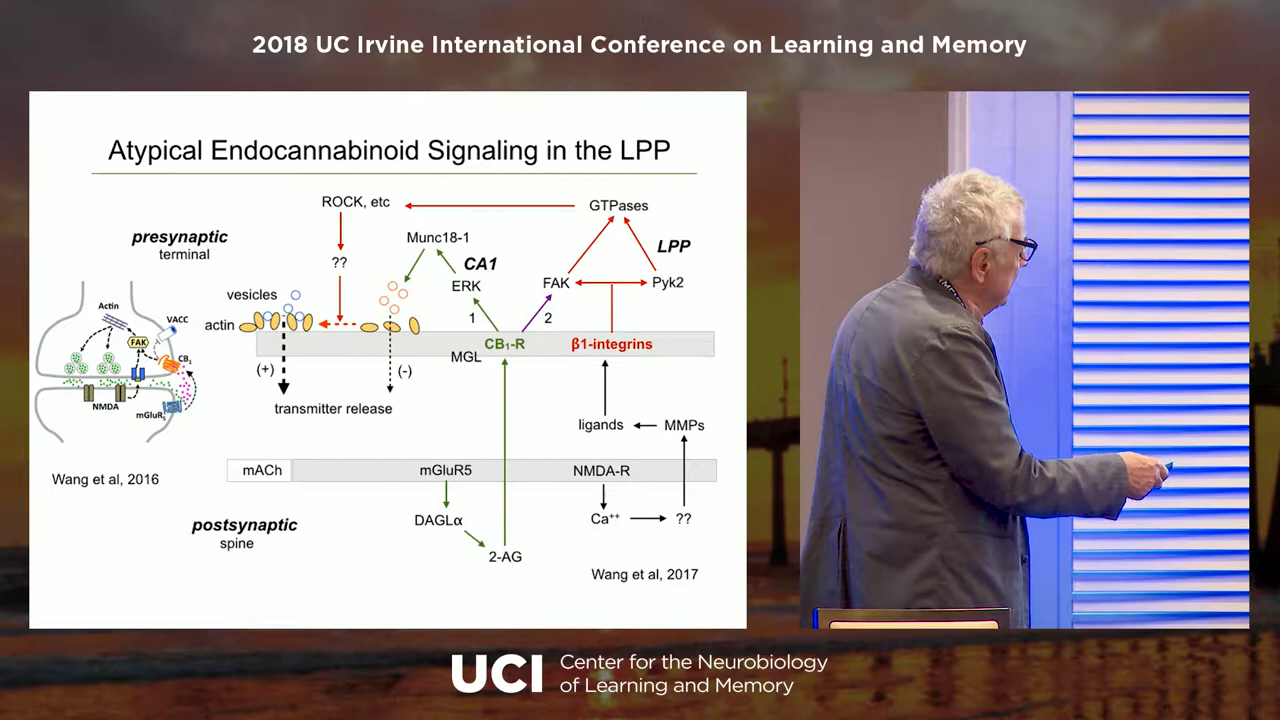 2018 UC Irvine International Conference on Learning and Memory
Atypical Endocannabinoid Signaling in the LPP
ROCK, etc
GTPases
presynaptic
terminal
Munc18-1
LPP
??
CA1
ERK
FAK
Pyk2
vesicles
actin
1
2
CB₁-R
β1-integrins
MGL
(+)
(-)
transmitter release
ligands
MMPs
Actin
VACC
FAK
CB₁
NMDA
mGluR₅
Wang et al, 2016
mACh
mGluR5
NMDA-R
DAGLα
Ca⁺⁺
??
postsynaptic
spine
2-AG
Wang et al, 2017
UCI
Center for the Neurobiology
of Learning and Memory